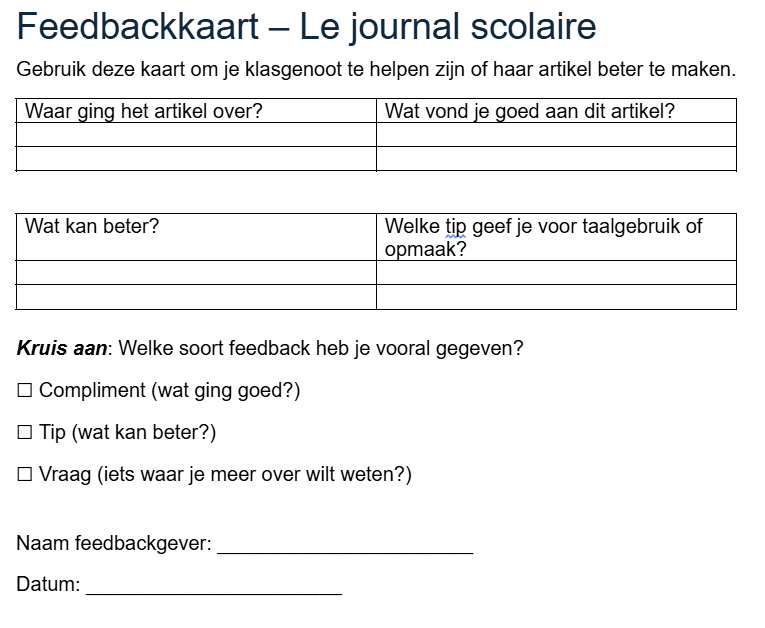 Feedbackkaart – Le journal scolaire
Gebruik deze kaart om je klasgenoot te helpen zijn of haar artikel beter te maken.
Waar ging het artikel over?
Wat vond je goed aan dit artikel?
Wat kan beter?
Welke tip geef je voor taalgebruik of
opmaak?
Kruis aan: Welke soort feedback heb je vooral gegeven?
☐ Compliment (wat ging goed?)
☐ Tip (wat kan beter?)
☐ Vraag (iets waar je meer over wilt weten?)
Naam feedbackgever: ________________________
Datum: ________________________